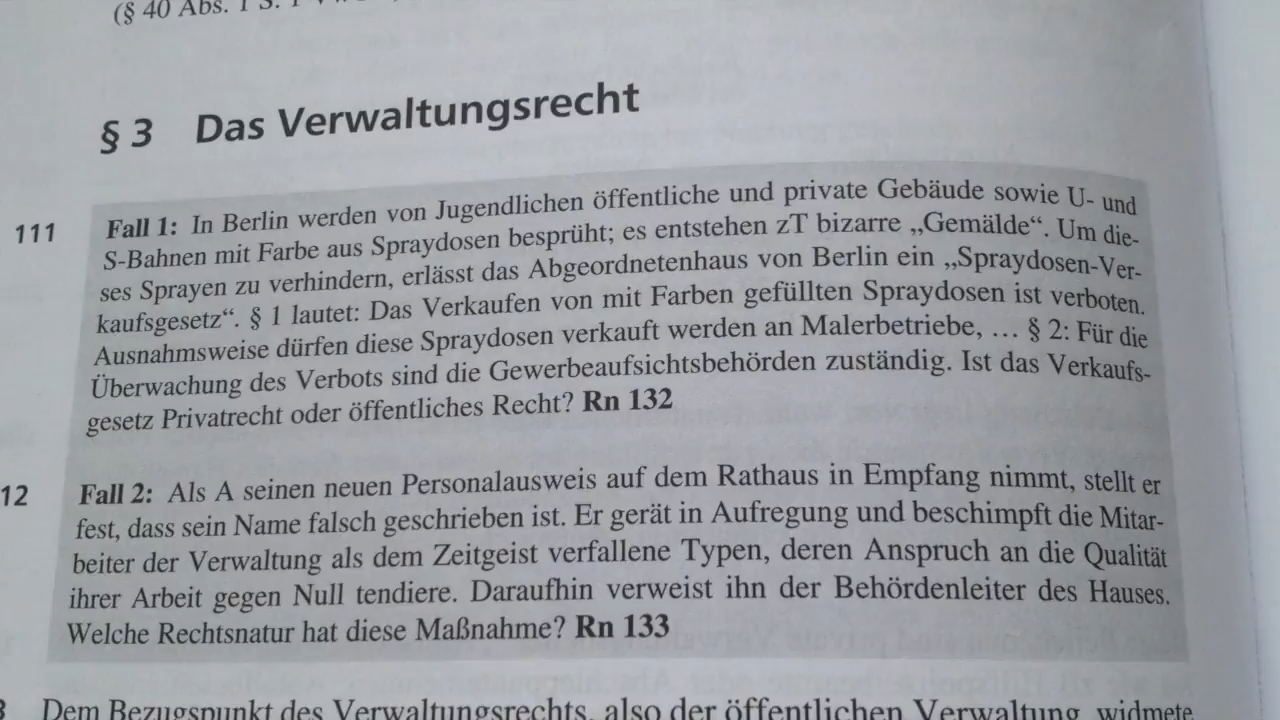 (§ 40 Abs. 1 S. 1
§ 3 Das Verwaltungsrecht
111 Fall 1: In Berlin werden von Jugendlichen öffentliche und private Gebäude sowie U- und
S-Bahnen mit Farbe aus Spraydosen besprüht; es entstehen zT bizarre „Gemälde“. Um die-
ses Sprayen zu verhindern, erlässt das Abgeordnetenhaus von Berlin ein „Spraydosen-Ver-
kaufsgesetz“. § 1 lautet: Das Verkaufen von mit Farben gefüllten Spraydosen ist verboten.
Ausnahmsweise dürfen diese Spraydosen verkauft werden an Malerbetriebe, … § 2: Für die
Überwachung des Verbots sind die Gewerbeaufsichtsbehörden zuständig. Ist das Verkaufs-
gesetz Privatrecht oder öffentliches Recht? Rn 132
12 Fall 2: Als A seinen neuen Personalausweis auf dem Rathaus in Empfang nimmt, stellt er
fest, dass sein Name falsch geschrieben ist. Er gerät in Aufregung und beschimpft die Mitar-
beiter der Verwaltung als dem Zeitgeist verfallene Typen, deren Anspruch an die Qualität
ihrer Arbeit gegen Null tendiere. Daraufhin verweist ihn der Behördenleiter des Hauses.
Welche Rechtsnatur hat diese Maßnahme? Rn 133
Dem Bezugspunkt des Verwaltungsrechts, also der öffentlichen Verwaltung, widmete